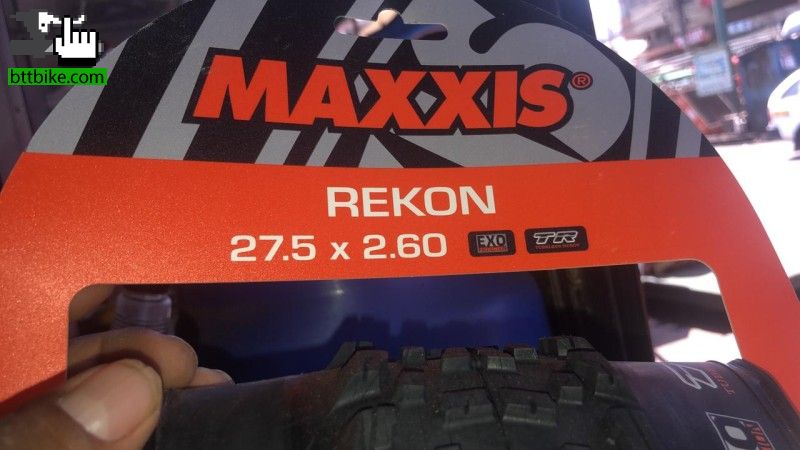 bttbike.com
MAXXIS®
REKON
27.5 x 2.60 EXO TR